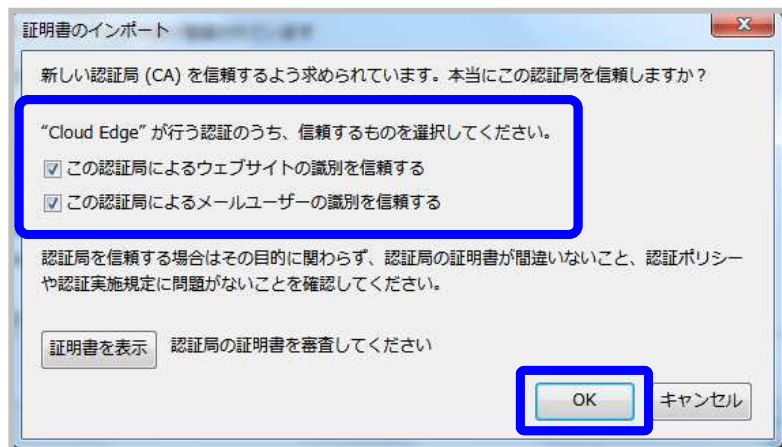 証明書のインポート
新しい認証局 (CA) を信頼するよう求められています。本当にこの認証局を信頼しますか？
“Cloud Edge” が行う認証のうち、信頼するものを選択してください。
この認証局によるウェブサイトの識別を信頼する
この認証局によるメールユーザーの識別を信頼する
認証局を信頼する場合はその目的に関わらず、認証局の証明書が間違いないこと、認証ポリシー
や認証実施規定に問題がないことを確認してください。
証明書を表示 認証局の証明書を審査してください
OK キャンセル